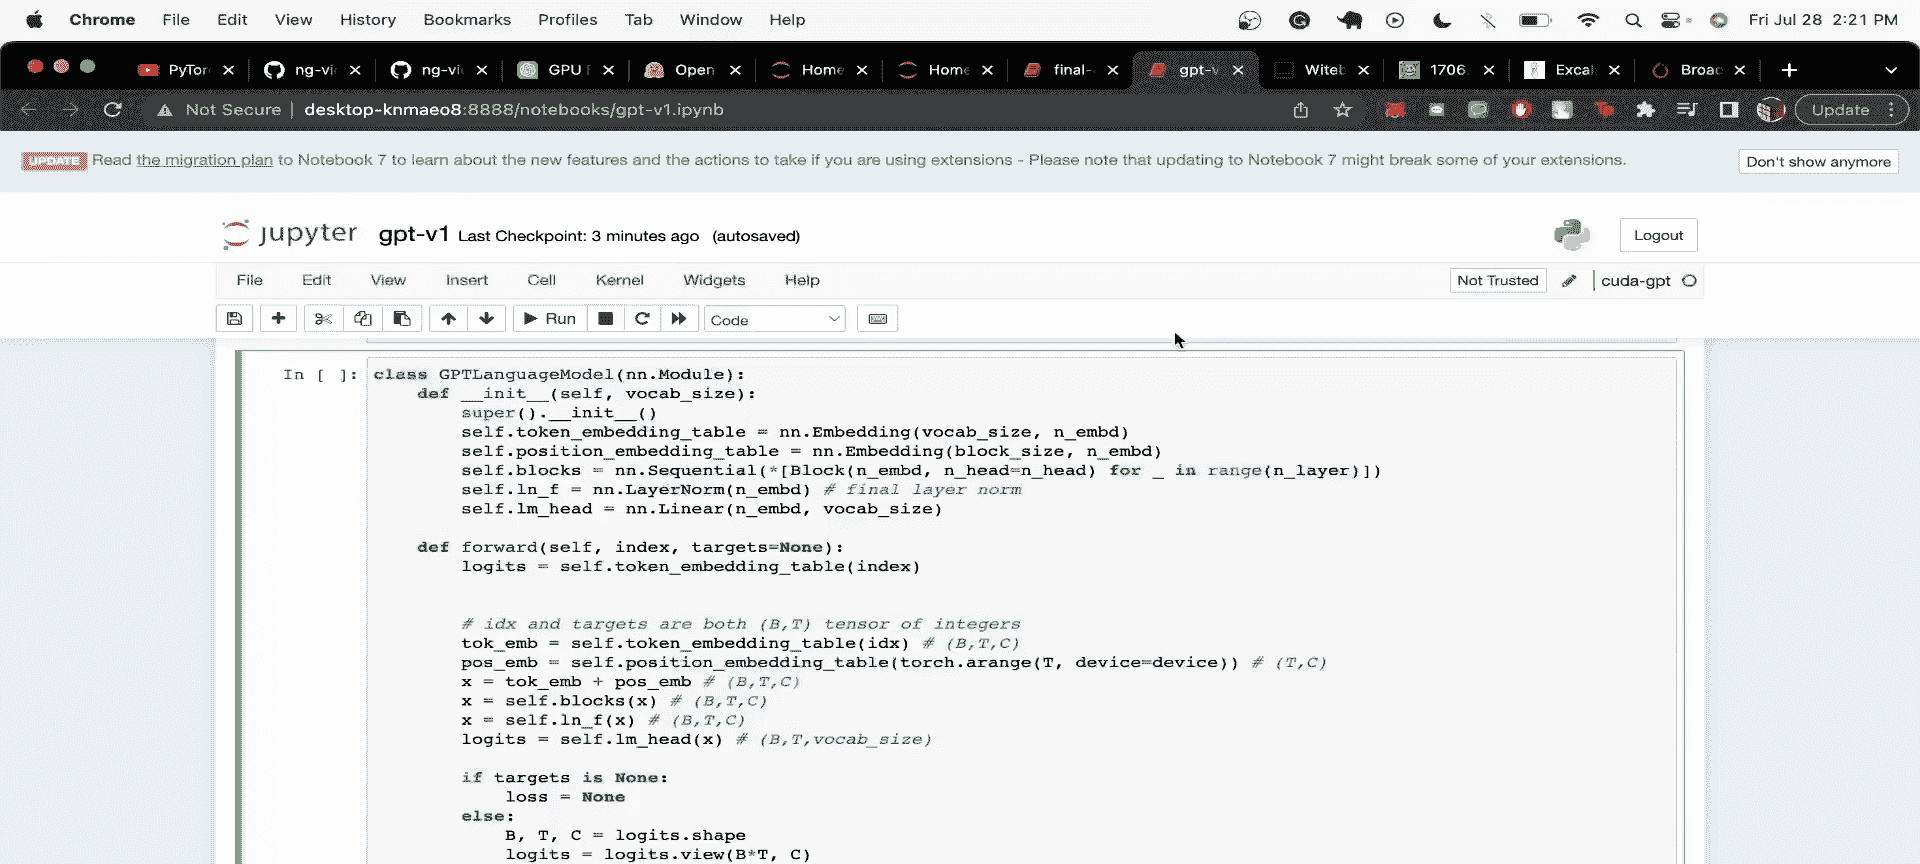 Chrome File Edit View History Bookmarks Profiles Tab Window Help Fri Jul 28 2:21 PM
PyTor ng-vi ng-vi GPU Open Home Home final- gpt-v Witeb 1706. Excal Broad
Not Secure | desktop-knmaeo8:8888/notebooks/gpt-v1.ipynb Update
UPDATE Read the migration plan to Notebook 7 to learn about the new features and the actions to take if you are using extensions - Please note that updating to Notebook 7 might break some of your extensions. Don't show anymore
jupyter gpt-v1 Last Checkpoint: 3 minutes ago (autosaved) Logout
File Edit View Insert Cell Kernel Widgets Help Not Trusted cuda-gpt
Run Code
In [ ]: class GPTLanguageModel(nn.Module):
def __init__(self, vocab_size):
super().__init__()
self.token_embedding_table = nn.Embedding(vocab_size, n_embd)
self.position_embedding_table = nn.Embedding(block_size, n_embd)
self.blocks = nn.Sequential(*[Block(n_embd, n_head=n_head) for _ in range(n_layer)])
self.ln_f = nn.LayerNorm(n_embd) # final layer norm
self.lm_head = nn.Linear(n_embd, vocab_size)
def forward(self, index, targets=None):
logits = self.token_embedding_table(index)
# idx and targets are both (B,T) tensor of integers
tok_emb = self.token_embedding_table(idx) # (B,T,C)
pos_emb = self.position_embedding_table(torch.arange(T, device=device)) # (T,C)
x = tok_emb + pos_emb # (B,T,C)
x = self.blocks(x) # (B,T,C)
x = self.ln_f(x) # (B,T,C)
logits = self.lm_head(x) # (B,T,vocab_size)
if targets is None:
loss = None
else:
B, T, C = logits.shape
logits = logits.view(B*T, C)